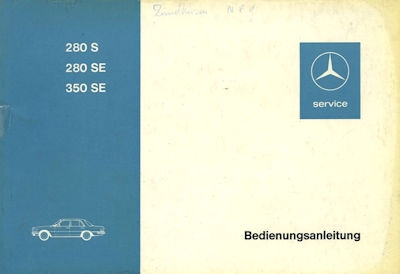 280 S
280 SE
350 SE
service
Bedienungsanleitung